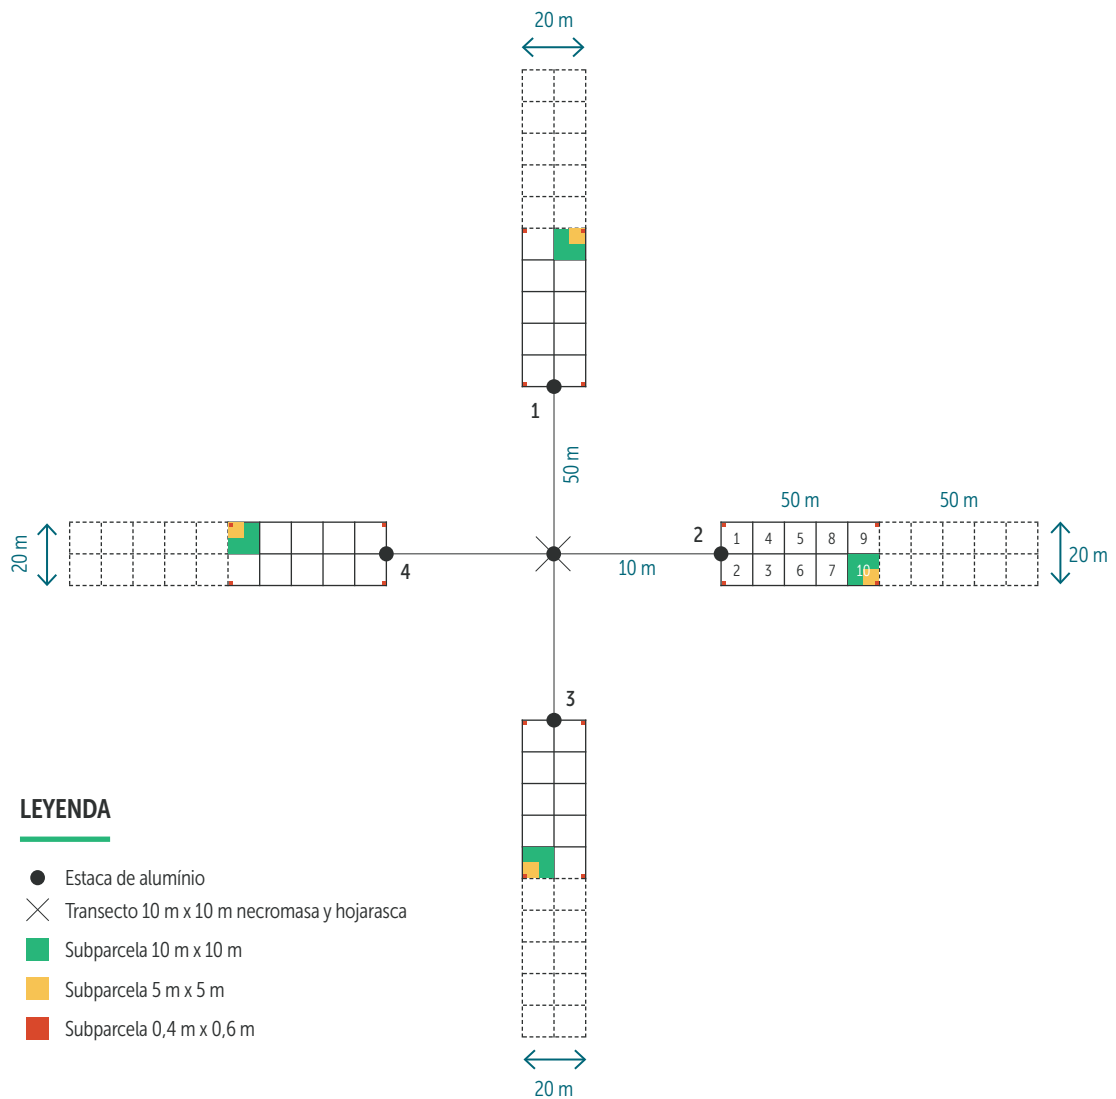 20 m
1
50 m
50 m
50 m
2
1 4 5 8 9
2 3 6 7 10
20 m
20 m
4
10 m
3
LEYENDA
Estaca de alumínio
Transecto 10 m x 10 m necromasa y hojarasca
Subparcela 10 m x 10 m
Subparcela 5 m x 5 m
Subparcela 0,4 m x 0,6 m
20 m